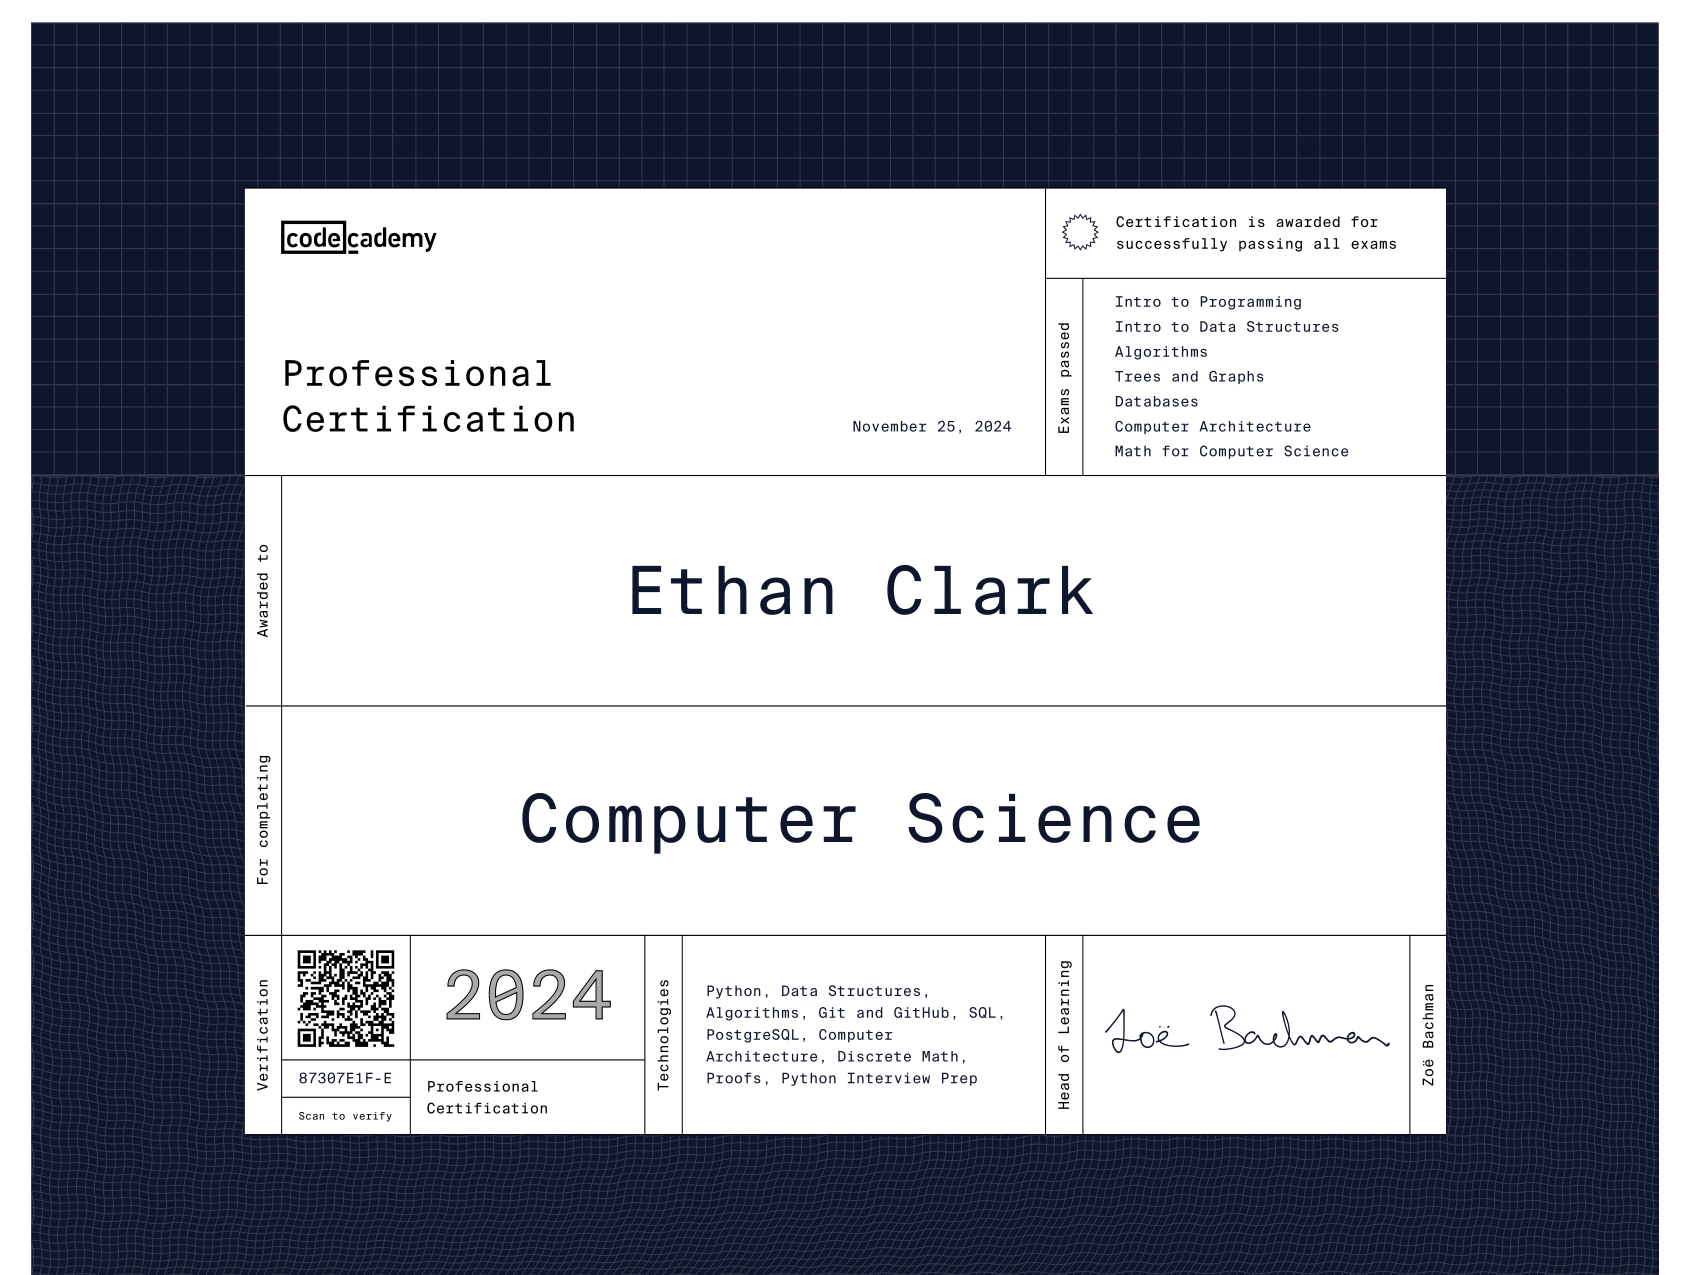 codecademy
Professional
Certification
November 25, 2024
Certification is awarded for
successfully passing all exams
Exams passed
Intro to Programming
Intro to Data Structures
Algorithms
Trees and Graphs
Databases
Computer Architecture
Math for Computer Science
Awarded to
Ethan Clark
For completing
Computer Science
Verification
87307E1F-E
Scan to verify
2024
Professional
Certification
Technologies
Python, Data Structures,
Algorithms, Git and GitHub, SQL,
PostgreSQL, Computer
Architecture, Discrete Math,
Proofs, Python Interview Prep
Head of Learning
Zoë Bachman
Zoë Bachman